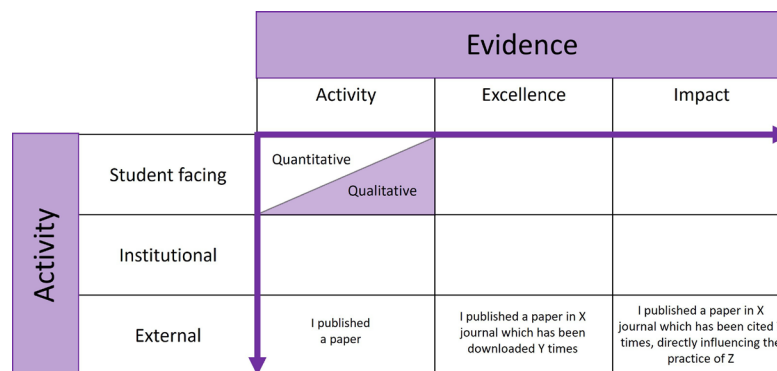 Evidence
Activity
Excellence
Impact
Activity
Student facing
Quantitative
Qualitative
Institutional
External
I published
a paper
I published a paper in X
journal which has been
downloaded Y times
I published a paper in X
journal which has been cited
times, directly influencing the
practice of Z